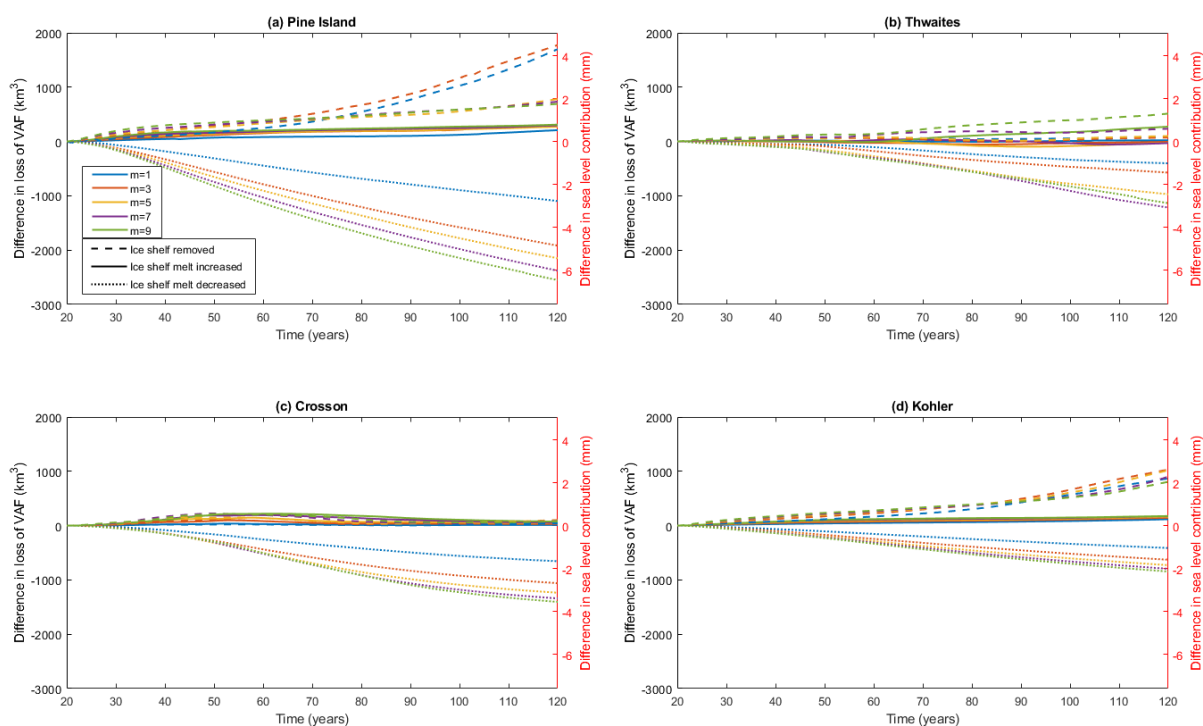 (a) Pine Island
2000
1000
0
-1000
-2000
-3000
Difference in loss of VAF (km³)
4
2
0
-2
-4
-6
Difference in sea level contribution (mm)
m=1
m=3
m=5
m=7
m=9
Ice shelf removed
Ice shelf melt increased
Ice shelf melt decreased
20 30 40 50 60 70 80 90 100 110 120
Time (years)
(b) Thwaites
2000
1000
0
-1000
-2000
-3000
Difference in loss of VAF (km³)
4
2
0
-2
-4
-6
Difference in sea level contribution (mm)
20 30 40 50 60 70 80 90 100 110 120
Time (years)
(c) Crosson
2000
1000
0
-1000
-2000
-3000
Difference in loss of VAF (km³)
4
2
0
-2
-4
-6
Difference in sea level contribution (mm)
20 30 40 50 60 70 80 90 100 110 120
Time (years)
(d) Kohler
2000
1000
0
-1000
-2000
-3000
Difference in loss of VAF (km³)
4
2
0
-2
-4
-6
Difference in sea level contribution (mm)
20 30 40 50 60 70 80 90 100 110 120
Time (years)